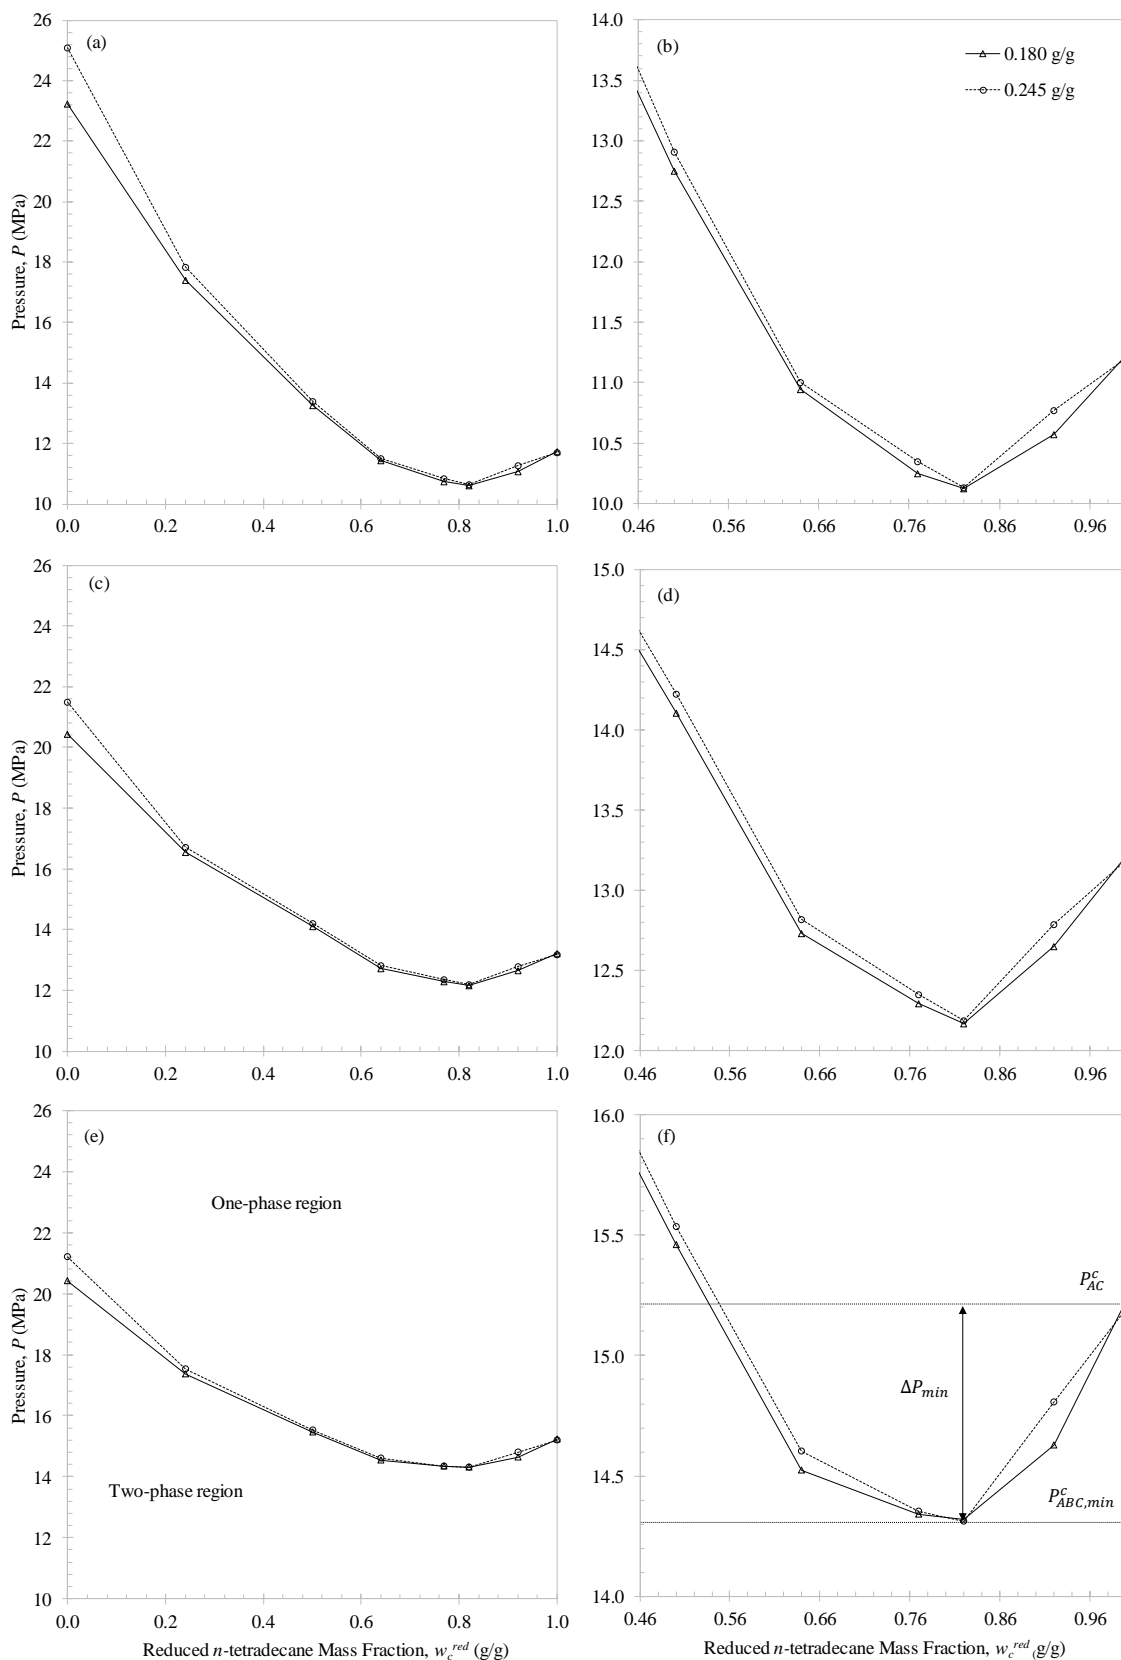 (a)
26
24
22
20
18
16
14
12
10
0.0 0.2 0.4 0.6 0.8 1.0
Pressure, P (MPa)
(b)
0.180 g/g
0.245 g/g
14.0
13.5
13.0
12.5
12.0
11.5
11.0
10.5
10.0
0.46 0.56 0.66 0.76 0.86 0.96
(c)
26
24
22
20
18
16
14
12
10
0.0 0.2 0.4 0.6 0.8 1.0
Pressure, P (MPa)
(d)
15.0
14.5
14.0
13.5
13.0
12.5
12.0
0.46 0.56 0.66 0.76 0.86 0.96
(e)
26
24
22
20
18
16
14
12
10
One-phase region
Two-phase region
0.0 0.2 0.4 0.6 0.8 1.0
Pressure, P (MPa)
Reduced n-tetradecane Mass Fraction, w_c^red (g/g)
(f)
16.0
15.5
15.0
14.5
14.0
P_AC^c
ΔP_min
P_ABC,min^c
0.46 0.56 0.66 0.76 0.86 0.96
Reduced n-tetradecane Mass Fraction, w_c^red (g/g)